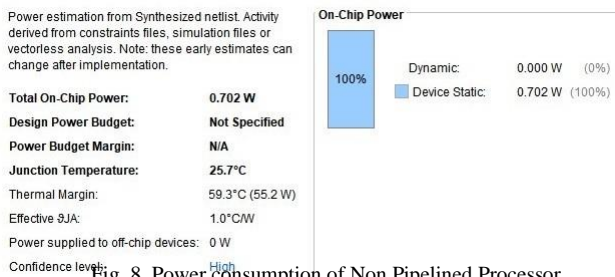 Power estimation from Synthesized netlist. Activity
derived from constraints files, simulation files or
vectorless analysis. Note: these early estimates can
change after implementation.
Total On-Chip Power: 0.702 W
Design Power Budget: Not Specified
Power Budget Margin: N/A
Junction Temperature: 25.7°C
Thermal Margin: 59.3°C (55.2 W)
Effective ϑJA: 1.0°C/W
Power supplied to off-chip devices: 0 W
Confidence level: High
On-Chip Power
100%
Dynamic: 0.000 W (0%)
Device Static: 0.702 W (100%)
Fig. 8 Power consumption of Non Pipelined Processor